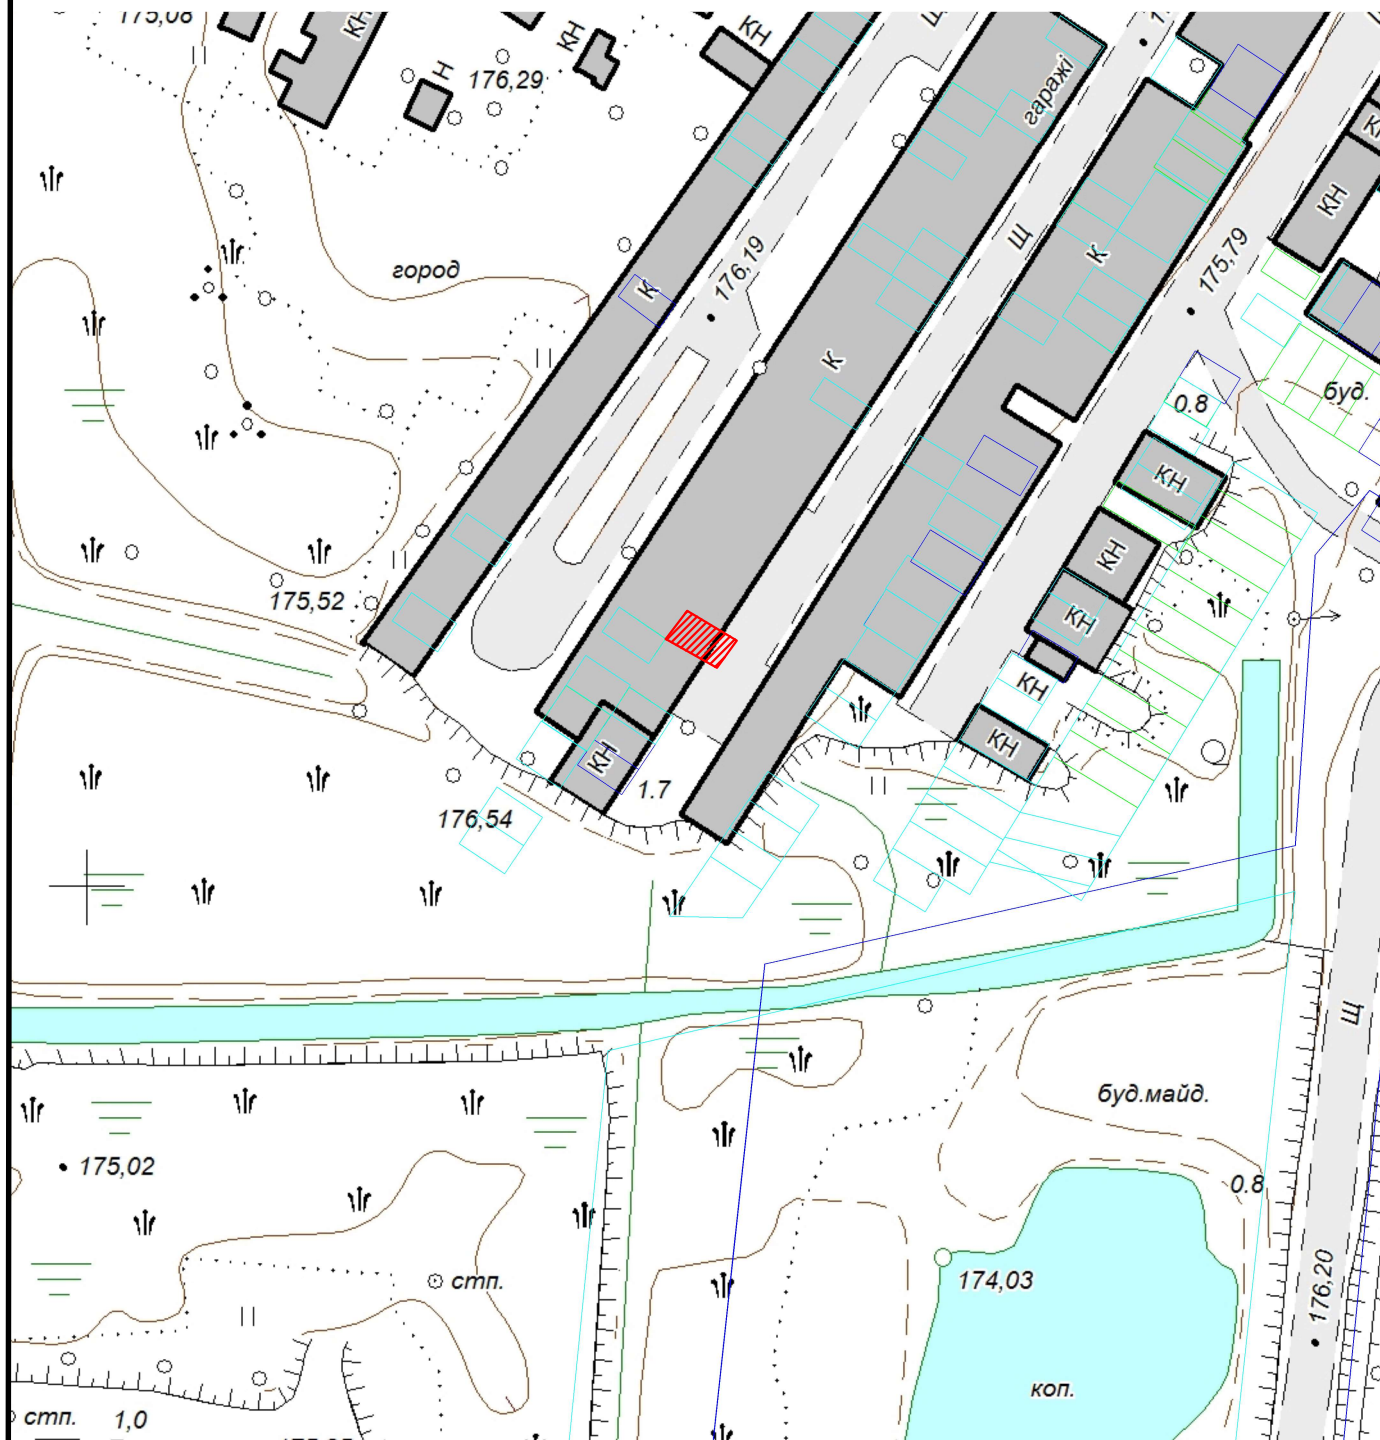 175,08
КН
КН
КН
Щ
Н
176,29
гаражі
КН
176,19
Щ
К
175,79
город
К
К
буд.
0.8
КН
КН
175,52
КН
КН
КН
КН
1.7
176,54
Щ
буд.майд.
175,02
0.8
стп.
174,03
176,20
коп.
стп.
1,0